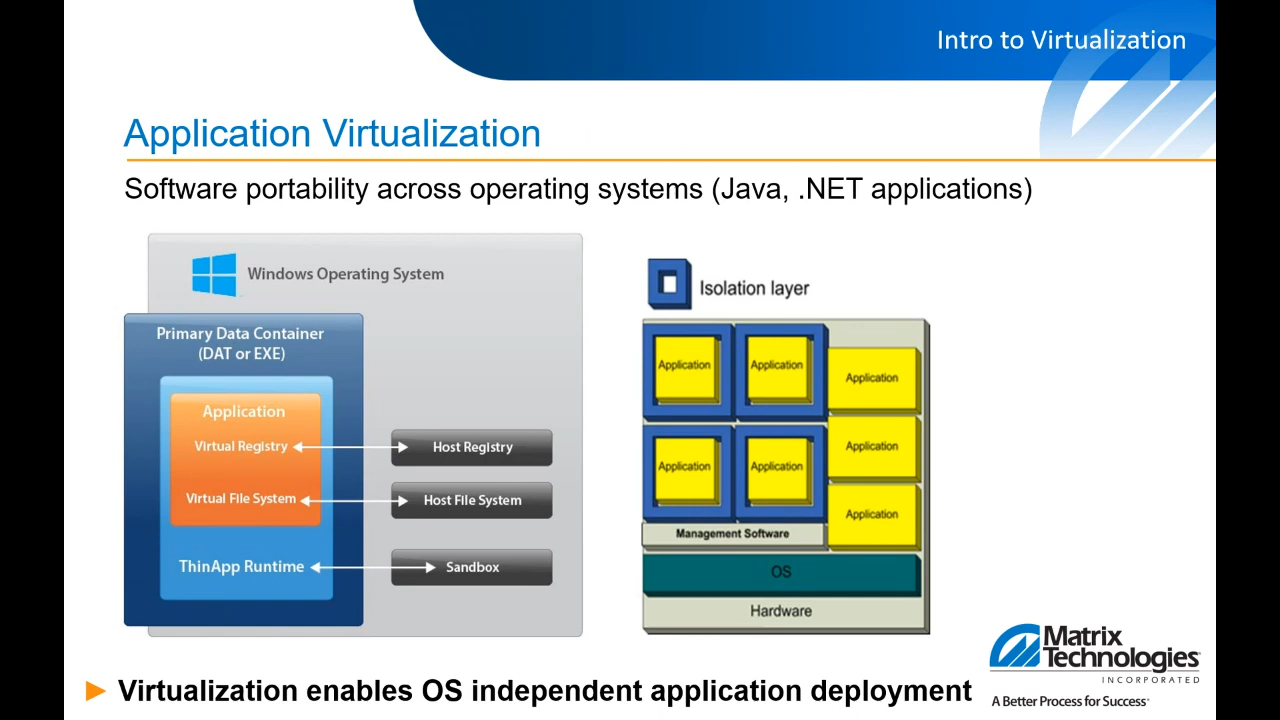 Intro to Virtualization
Application Virtualization
Software portability across operating systems (Java, .NET applications)
Windows Operating System
Primary Data Container
(DAT or EXE)
Application
Virtual Registry
Host Registry
Virtual File System
Host File System
ThinApp Runtime
Sandbox
Isolation layer
Application
Application
Application
Application
Application
Application
Application
Management Software
OS
Hardware
Matrix
Technologies
INCORPORATED
A Better Process for Success
Virtualization enables OS independent application deployment